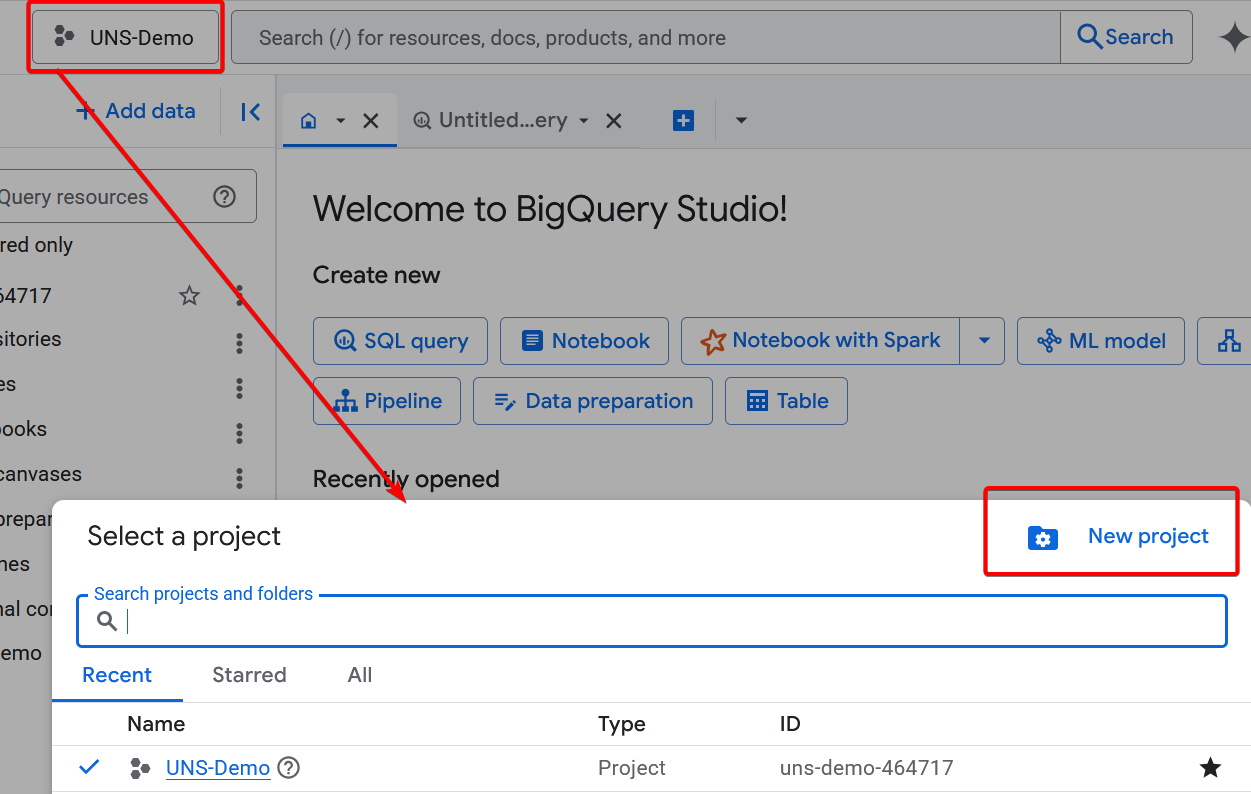 UNS-Demo
Search (/) for resources, docs, products, and more
Search
Add data
Untitled...ery
Query resources
Welcome to BigQuery Studio!
red only
Create new
64717
SQL query
Notebook
Notebook with Spark
ML model
sitories
es
Pipeline
Data preparation
Table
ooks
canvases
Recently opened
prepar
Select a project
New project
nes
Search projects and folders
nal con
emo
Recent
Starred
All
Name
Type
ID
UNS-Demo
Project
uns-demo-464717